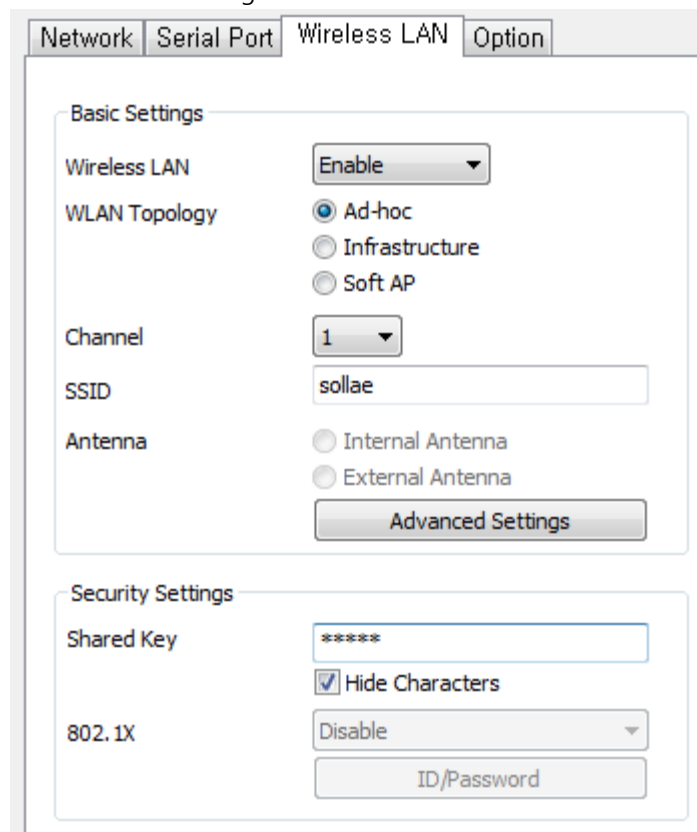 Network Serial Port Wireless LAN Option
Basic Settings
Wireless LAN Enable
WLAN Topology Ad-hoc
Infrastructure
Soft AP
Channel 1
SSID sollae
Antenna Internal Antenna
External Antenna
Advanced Settings
Security Settings
Shared Key *****
Hide Characters
802.1X Disable
ID/Password